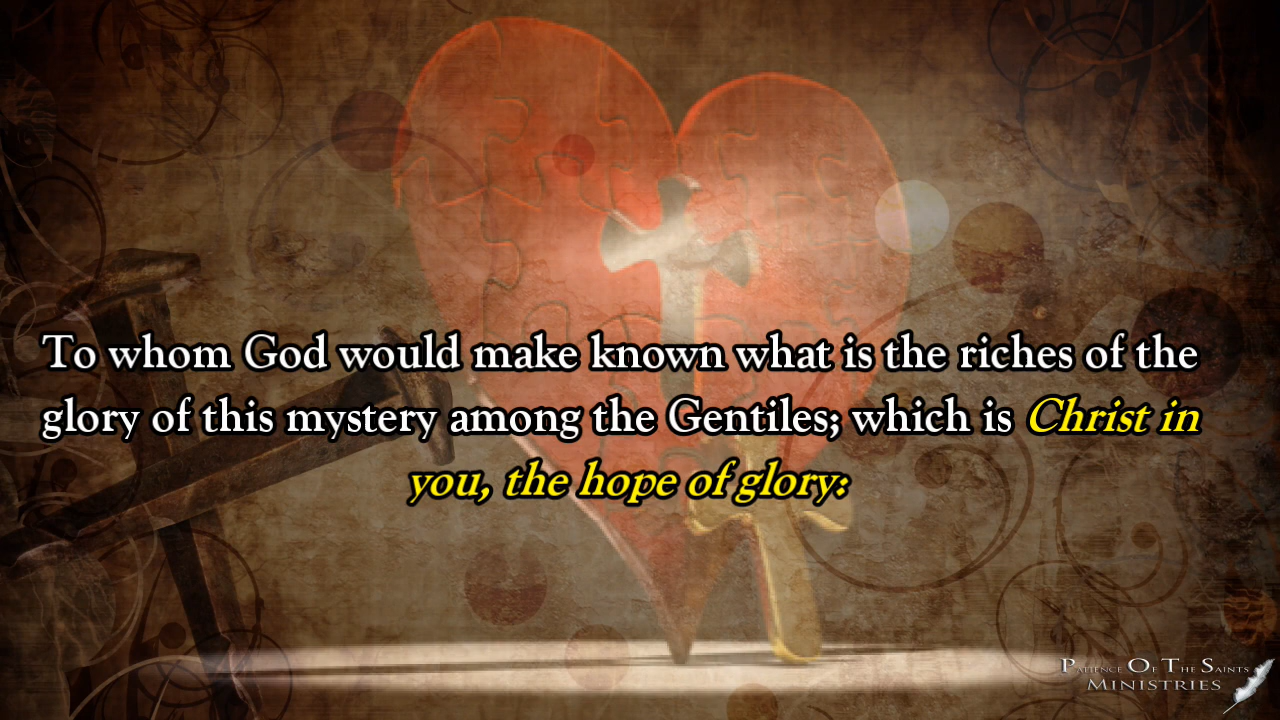 To whom God would make known what is the riches of the
glory of this mystery among the Gentiles; which is Christ in
you, the hope of glory:
Patience Of The Saints
Ministries